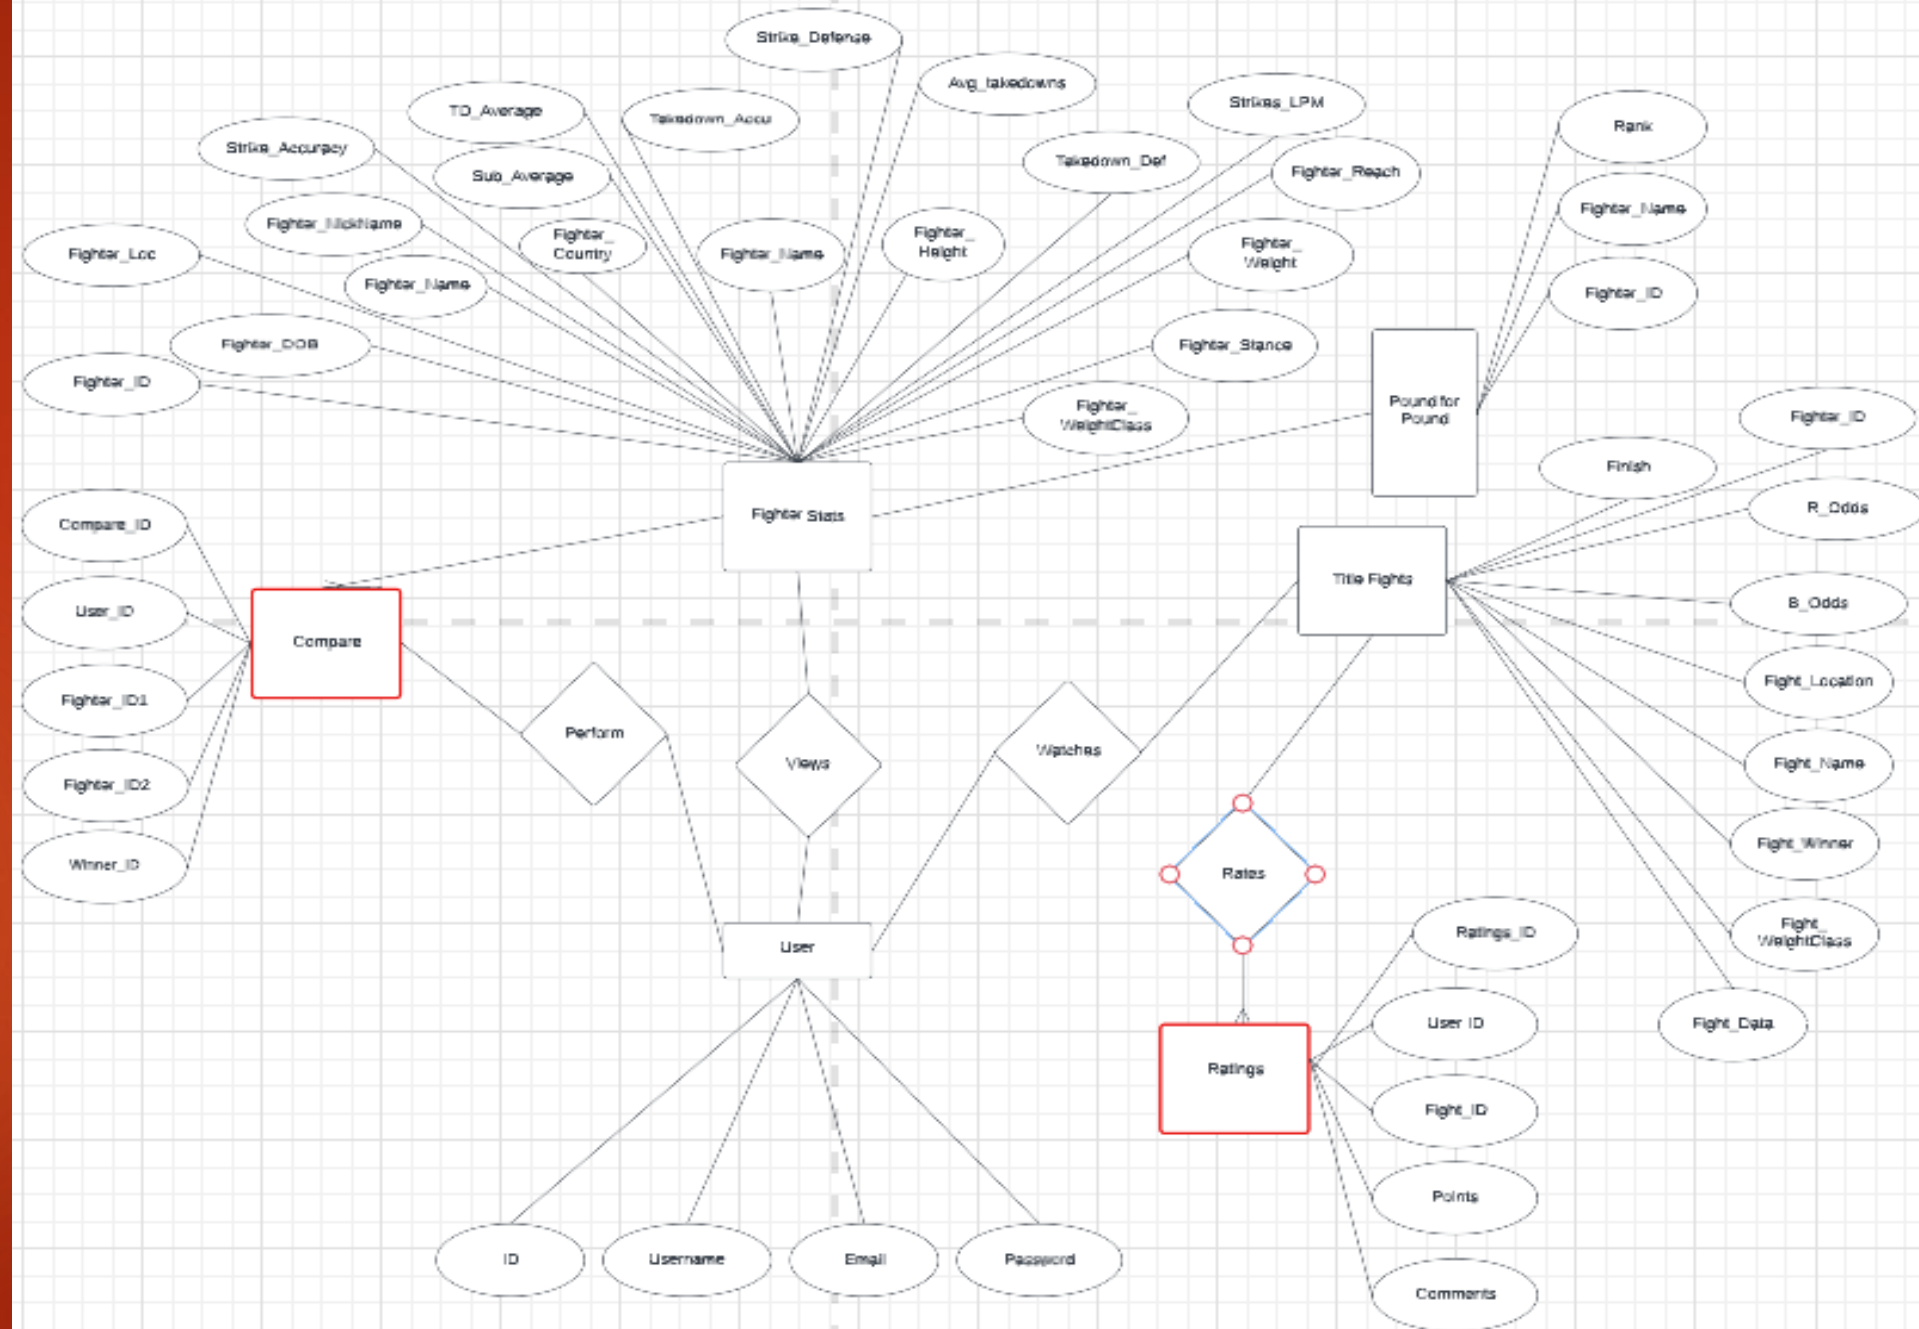 Strike_Defense
Avg_takedowns
TD_Average
Takedown_Accu
Strikes_LPM
Rank
Strike_Accuracy
Sub_Average
Takedown_Def
Fighter_Reach
Fighter_Name
Fighter_NickName
Fighter_
Country
Fighter_Name
Fighter_
Height
Fighter_
Weight
Fighter_Loc
Fighter_Name
Fighter_ID
Fighter_DOB
Fighter_Stance
Fighter_ID
Fighter_
WeightClass
Pound for
Pound
Fighter_ID
Finish
R_Odds
Fighter Stats
Compare_ID
Title Fights
B_Odds
User_ID
Compare
Fight_Location
Fighter_ID1
Perform
Views
Watches
Fight_Name
Fighter_ID2
Fight_Winner
Winner_ID
Rates
Fight_
WeightClass
Ratings_ID
User
User ID
Fight_Data
Ratings
Fight_ID
Points
ID
Username
Email
Password
Comments